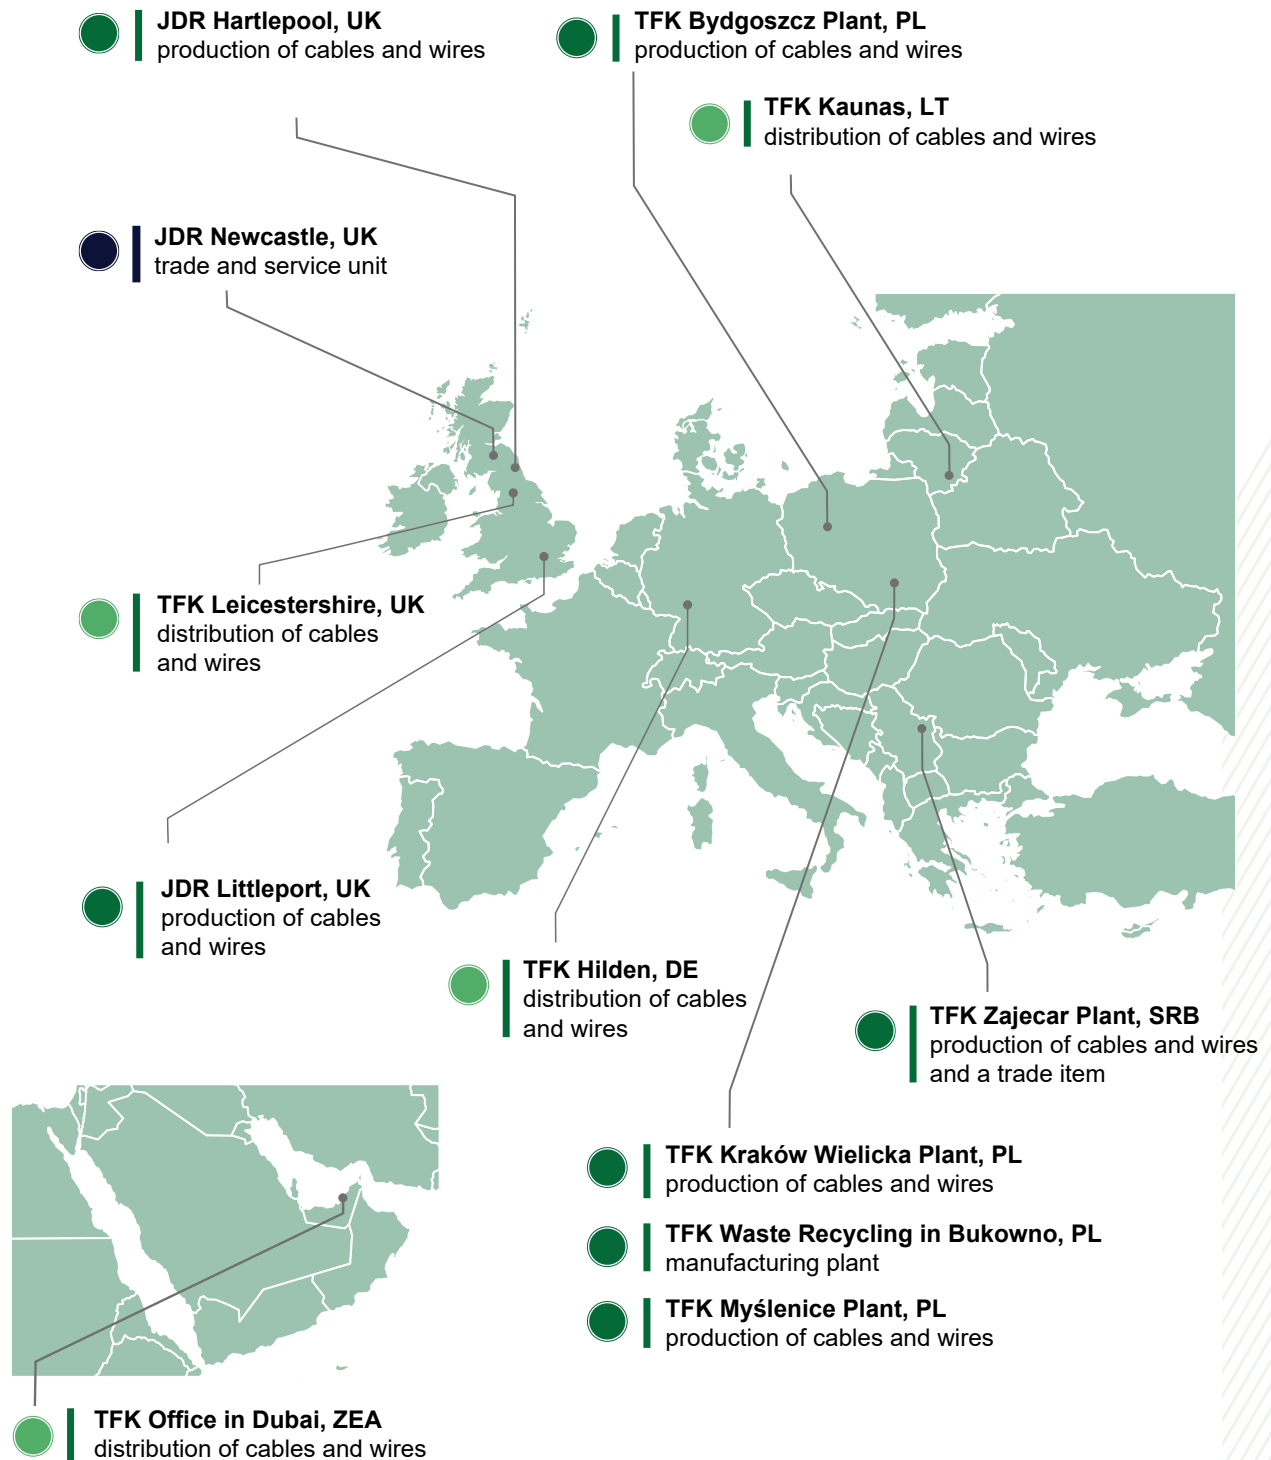 JDR Hartlepool, UK
production of cables and wires
TFK Bydgoszcz Plant, PL
production of cables and wires
TFK Kaunas, LT
distribution of cables and wires
JDR Newcastle, UK
trade and service unit
TFK Leicestershire, UK
distribution of cables
and wires
JDR Littleport, UK
production of cables
and wires
TFK Hilden, DE
distribution of cables
and wires
TFK Zajecar Plant, SRB
production of cables and wires
and a trade item
TFK Kraków Wielicka Plant, PL
production of cables and wires
TFK Waste Recycling in Bukowno, PL
manufacturing plant
TFK Myślenice Plant, PL
production of cables and wires
TFK Office in Dubai, ZEA
distribution of cables and wires